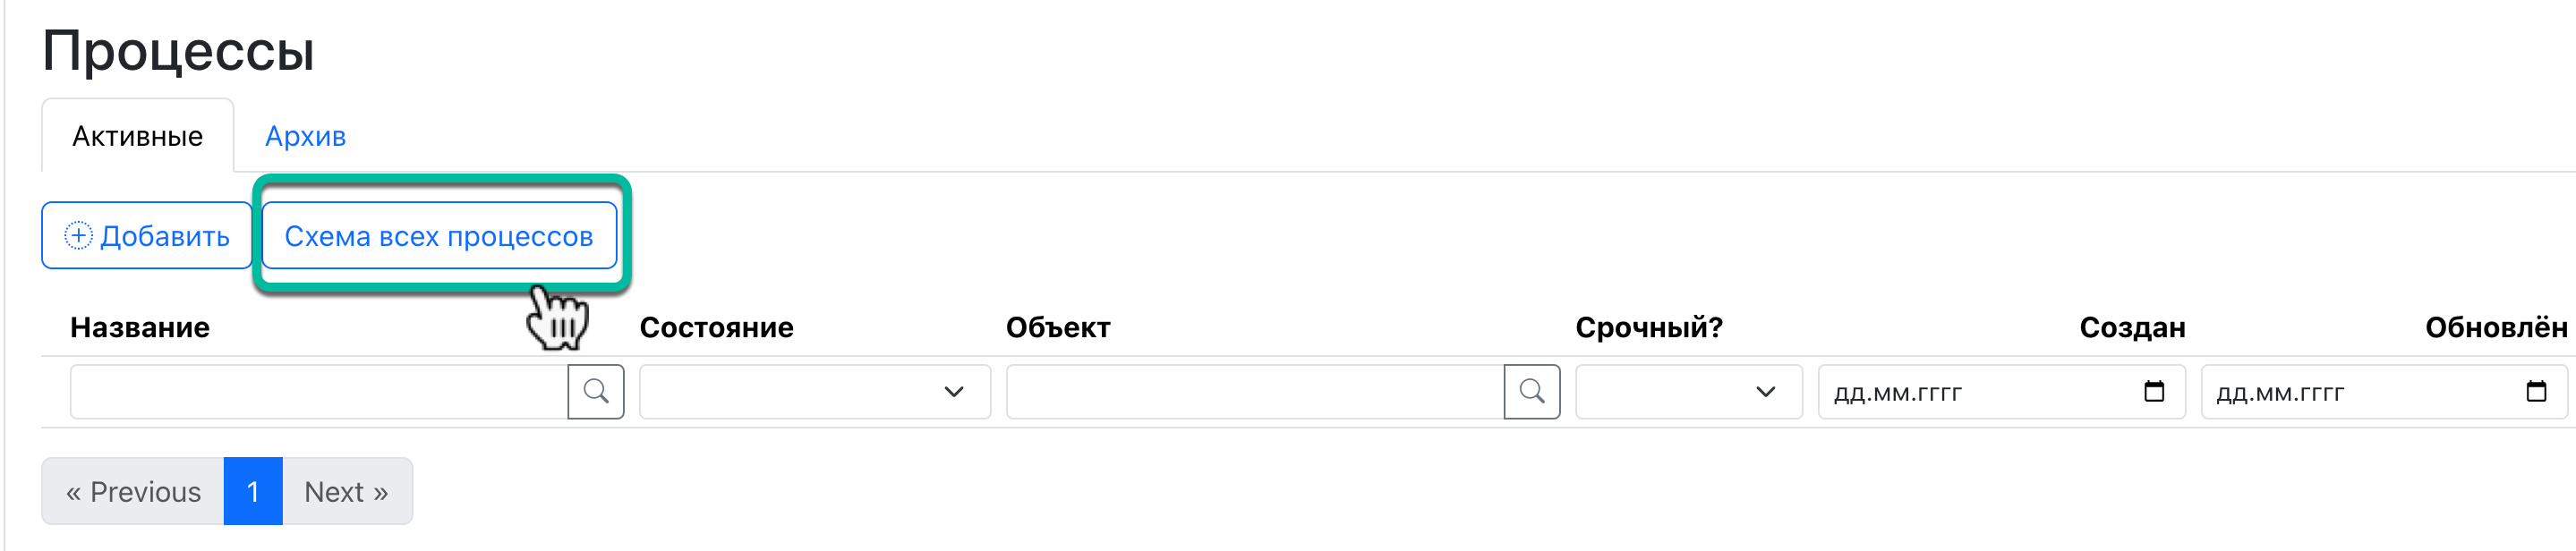 Процессы
Активные Архив
Добавить Схема всех процессов
Название Состояние Объект Срочный? Создан Обновлён
дд.мм.гггг дд.мм.гггг
« Previous 1 Next »